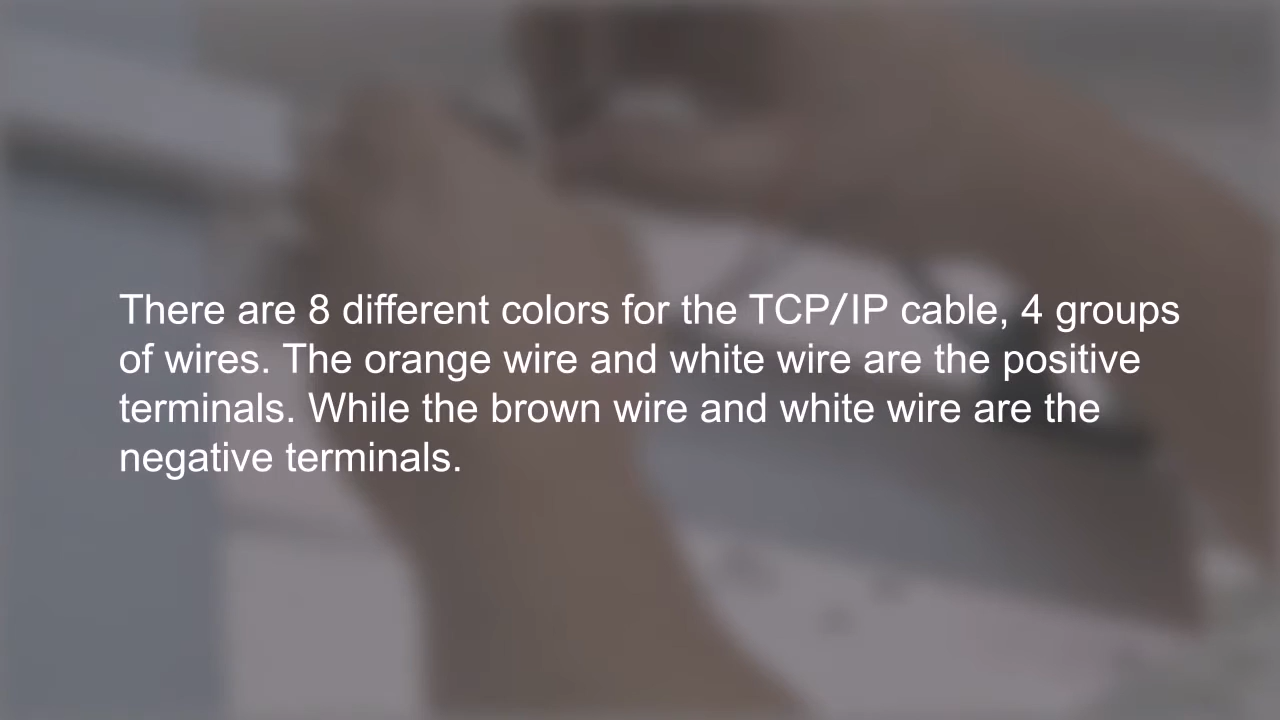 There are 8 different colors for the TCP/IP cable, 4 groups
of wires. The orange wire and white wire are the positive
terminals. While the brown wire and white wire are the
negative terminals.